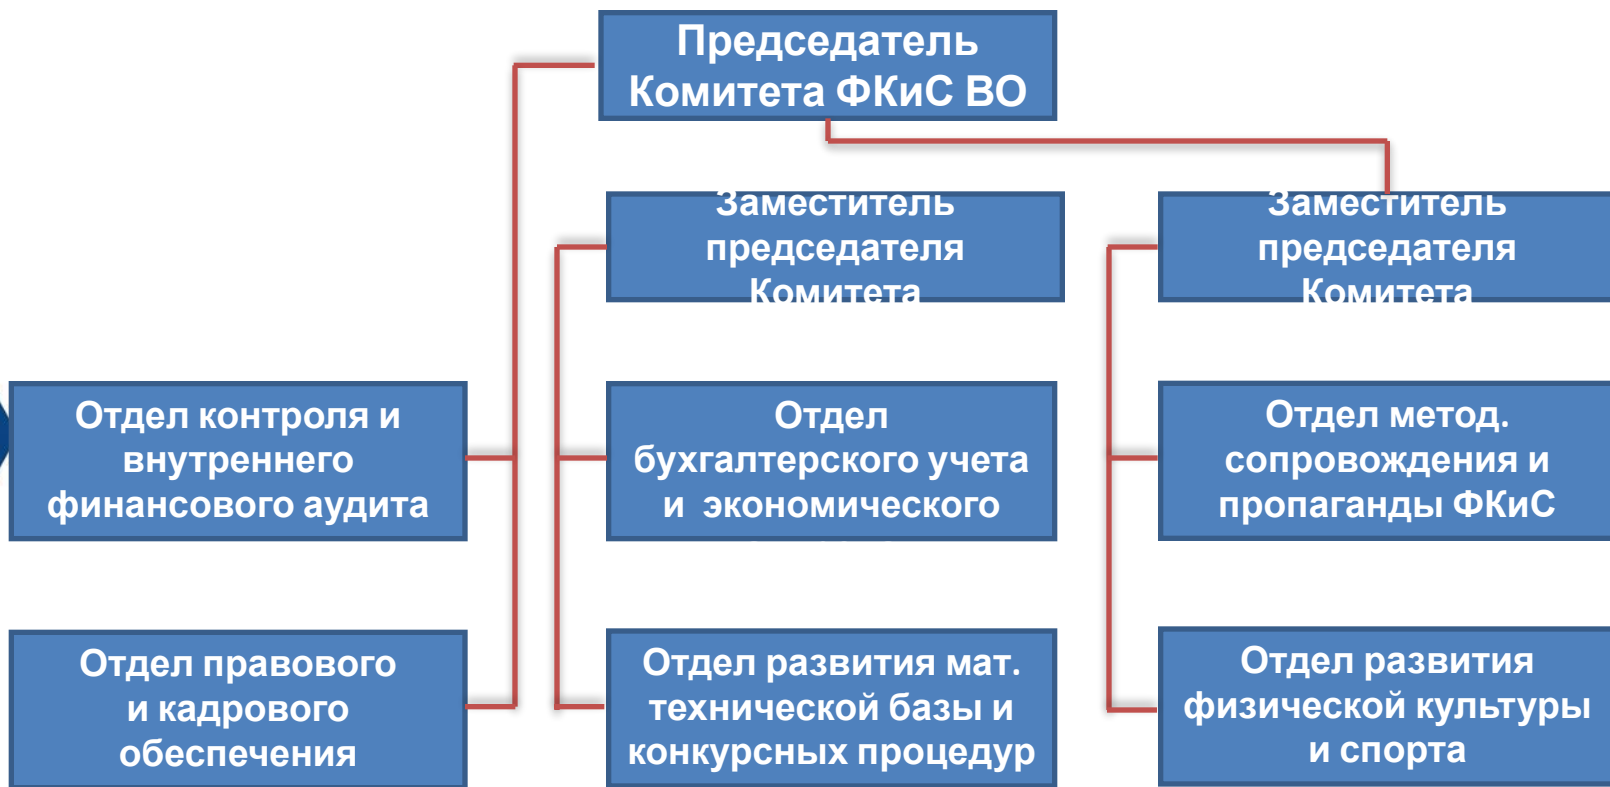 Председатель
Комитета ФКиС ВО
Заместитель
председателя
Комитета
Заместитель
председателя
Комитета
Отдел контроля и
внутреннего
финансового аудита
Отдел
бухгалтерского учета
и экономического
Отдел метод.
сопровождения и
пропаганды ФКиС
Отдел правового
и кадрового
обеспечения
Отдел развития мат.
технической базы и
конкурсных процедур
Отдел развития
физической культуры
и спорта